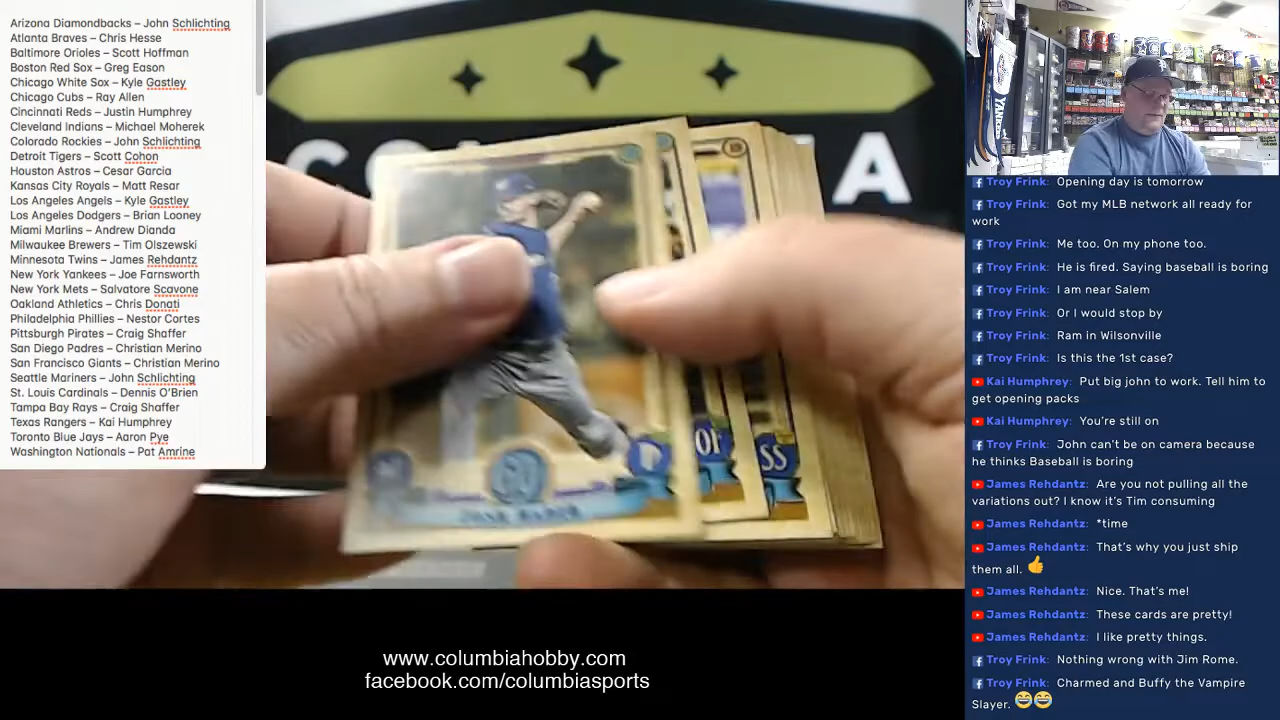 Arizona Diamondbacks – John Schlichting
Atlanta Braves – Chris Hesse
Baltimore Orioles – Scott Hoffman
Boston Red Sox – Greg Eason
Chicago White Sox – Kyle Gastley
Chicago Cubs – Ray Allen
Cincinnati Reds – Justin Humphrey
Cleveland Indians – Michael Moherek
Colorado Rockies – John Schlichting
Detroit Tigers – Scott Cohon
Houston Astros – Cesar Garcia
Kansas City Royals – Matt Resar
Los Angeles Angels – Kyle Gastley
Los Angeles Dodgers – Brian Looney
Miami Marlins – Andrew Dianda
Milwaukee Brewers – Tim Olszewski
Minnesota Twins – James Rehdantz
New York Yankees – Joe Farnsworth
New York Mets – Salvatore Scavone
Oakland Athletics – Chris Donati
Philadelphia Phillies – Nestor Cortes
Pittsburgh Pirates – Craig Shaffer
San Diego Padres – Christian Merino
San Francisco Giants – Christian Merino
Seattle Mariners – John Schlichting
St. Louis Cardinals – Dennis O'Brien
Tampa Bay Rays – Craig Shaffer
Texas Rangers – Kai Humphrey
Toronto Blue Jays – Aaron Pye
Washington Nationals – Pat Amrine
P
SS
www.columbiahobby.com
facebook.com/columbiasports
Troy Frink: Opening day is tomorrow
Troy Frink: Got my MLB network all ready for
work
Troy Frink: Me too. On my phone too.
Troy Frink: He is fired. Saying baseball is boring
Troy Frink: I am near Salem
Troy Frink: Or I would stop by
Troy Frink: Ram in Wilsonville
Troy Frink: Is this the 1st case?
Kai Humphrey: Put big john to work. Tell him to
get opening packs
Kai Humphrey: You're still on
Troy Frink: John can't be on camera because
he thinks Baseball is boring
James Rehdantz: Are you not pulling all the
variations out? I know it's Tim consuming
James Rehdantz: *time
James Rehdantz: That's why you just ship
them all. 👍
James Rehdantz: Nice. That's me!
James Rehdantz: These cards are pretty!
James Rehdantz: I like pretty things.
Troy Frink: Nothing wrong with Jim Rome.
Troy Frink: Charmed and Buffy the Vampire
Slayer. 😂😂